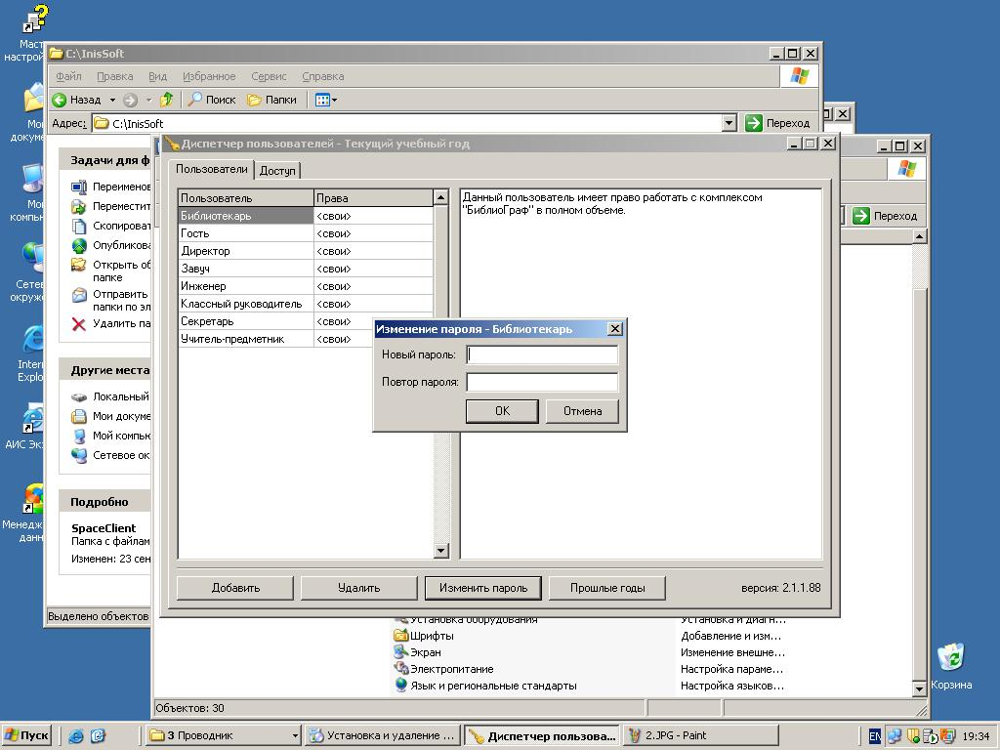 Маст
настрой
Мо
докуме
Мо
компь
Сете
окруж
Inter
Explo
АИС Эк
Менедж
дан
C:\InisSoft
Файл Правка Вид Избранное Сервис Справка
Назад Поиск Папки
Адрес: C:\InisSoft Переход
Задачи для ф
Переименов
Переместит
Скопироват
Опубликова
Открыть об
папке
Отправить
папки по эл
Удалить па
Другие места
Локальный
Мои докуме
Мой компью
Сетевое ок
Подробно
SpaceClient
Папка с файлам
Изменен: 23 сен
Выделено объектов
Переход
Диспетчер пользователей - Текущий учебный год
Пользователи Доступ
Пользователь Права
Библиотекарь <свои>
Гость <свои>
Директор <свои>
Завуч <свои>
Инженер <свои>
Классный руководитель <свои>
Секретарь <свои>
Учитель-предметник <свои>
Данный пользователь имеет право работать с комплексом
"БиблиоГраф" в полном объеме.
Изменение пароля - Библиотекарь
Новый пароль:
Повтор пароля:
ОК Отмена
Добавить Удалить Изменить пароль Прошлые годы версия: 2.1.1.88
Установка оборудования Установка и диагн...
Шрифты Добавление и изм...
Экран Изменение внешне...
Электропитание Настройка параме...
Язык и региональные стандарты Настройка языков...
Объектов: 30
Корзина
Пуск 3 Проводник Установка и удаление ... Диспетчер пользова... 2.JPG - Paint EN 19:34